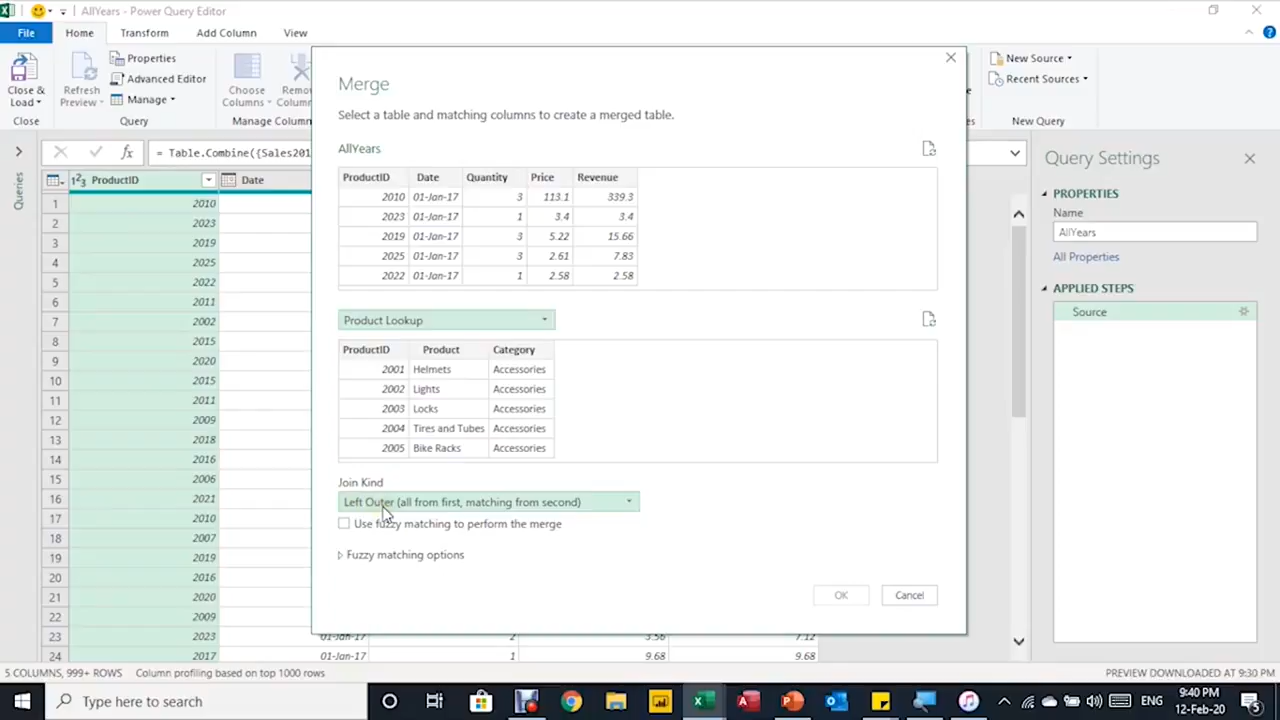 AllYears - Power Query Editor
File Home Transform Add Column View
Close & Load
Refresh Preview
Properties
Advanced Editor
Manage
Choose Columns
New Source
Recent Sources
Close Query New Query
= Table.Combine({Sales201
Queries
ProductID Date
1 2010
2 2023
3 2019
4 2025
5 2022
6 2011
7 2002
8 2015
9 2020
10 2015
11 2011
12 2009
13 2018
14 2016
15 2006
16 2021
17 2010
18 2007
19 2019
20 2016
21 2020
22 2009
23 2023 01-Jan-17 2 3.56 7.12
24 2017 01-Jan-17 1 9.68 9.68
Merge
Select a table and matching columns to create a merged table.
AllYears
ProductID Date Quantity Price Revenue
2010 01-Jan-17 3 113.1 339.3
2023 01-Jan-17 1 3.4 3.4
2019 01-Jan-17 3 5.22 15.66
2025 01-Jan-17 3 2.61 7.83
2022 01-Jan-17 1 2.58 2.58
Product Lookup
ProductID Product Category
2001 Helmets Accessories
2002 Lights Accessories
2003 Locks Accessories
2004 Tires and Tubes Accessories
2005 Bike Racks Accessories
Join Kind
Left Outer (all from first, matching from second)
Use fuzzy matching to perform the merge
Fuzzy matching options
OK Cancel
Query Settings
PROPERTIES
Name
AllYears
All Properties
APPLIED STEPS
Source
5 COLUMNS, 999+ ROWS Column profiling based on top 1000 rows PREVIEW DOWNLOADED AT 9:30 PM
Type here to search
ENG
9:40 PM
12-Feb-20
5